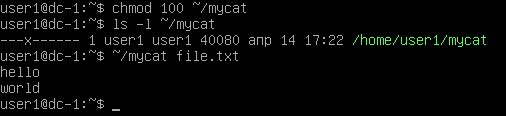 user1@dc-1:~$ chmod 100 ~/mycat
user1@dc-1:~$ ls -l ~/mycat
---x------ 1 user1 user1 40080 апр 14 17:22 /home/user1/mycat
user1@dc-1:~$ ~/mycat file.txt
hello
world
user1@dc-1:~$ _